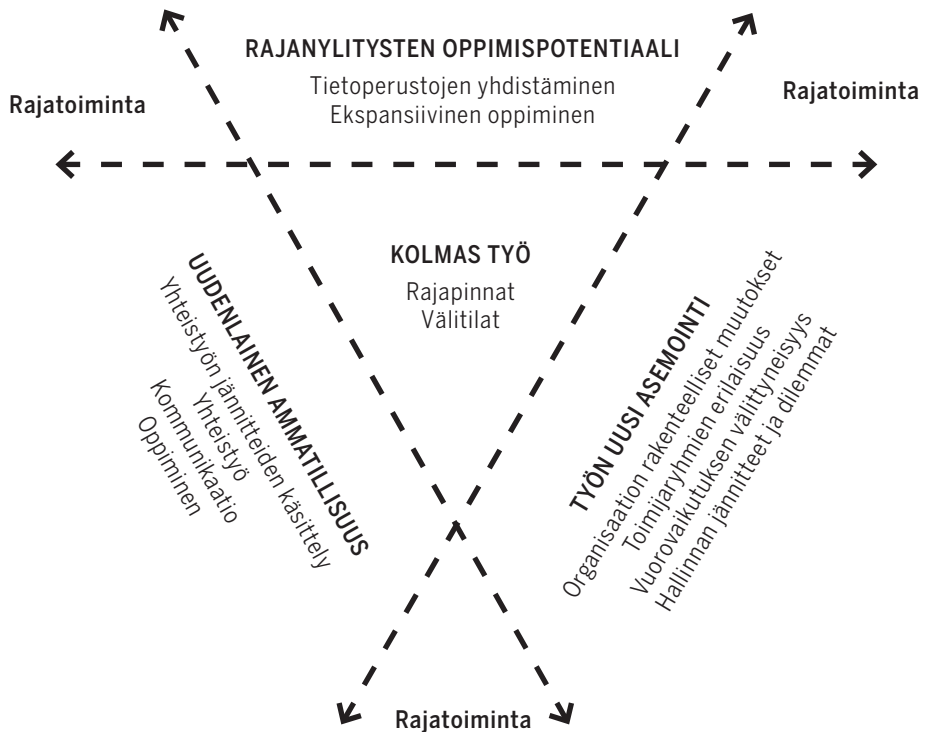 RAJANYLITYSTEN OPPIMISPOTENTIAALI
Tietoperustojen yhdistäminen
Ekspansiivinen oppiminen
Rajatoiminta
Rajatoiminta
KOLMAS TYÖ
Rajapinnat
Välitilat
UUDENLAINEN AMMATILLISUUS
Yhteistyön jännitteiden käsittely
Yhteistyö
Kommunikaatio
Oppiminen
TYÖN UUSI ASEMOINTI
Organisaation rakenteelliset muutokset
Toimijaryhmien erilaisuus
Vuorovaikutuksen välittyneisyys
Hallinnan jännitteet ja dilemmat
Rajatoiminta